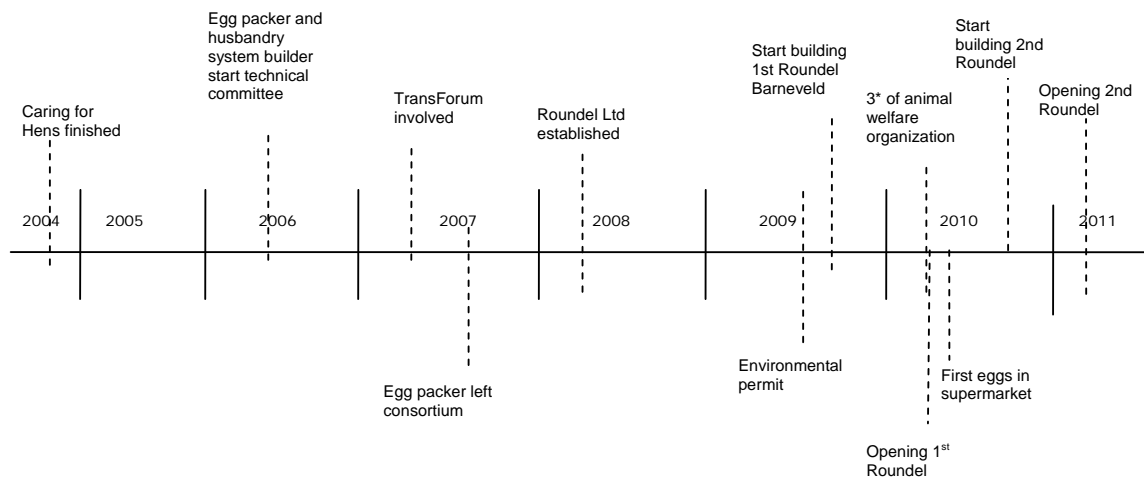 Egg packer and
husbandry
system builder
start technical
committee
Caring for
Hens finished
TransForum
involved
Roundel Ltd
established
Start building
1st Roundel
Barneveld
3* of animal
welfare
organization
Start
building 2nd
Roundel
Opening 2nd
Roundel
2004
2005
2006
2007
2008
2009
2010
2011
Egg packer left
consortium
Environmental
permit
First eggs in
supermarket
Opening 1st
Roundel